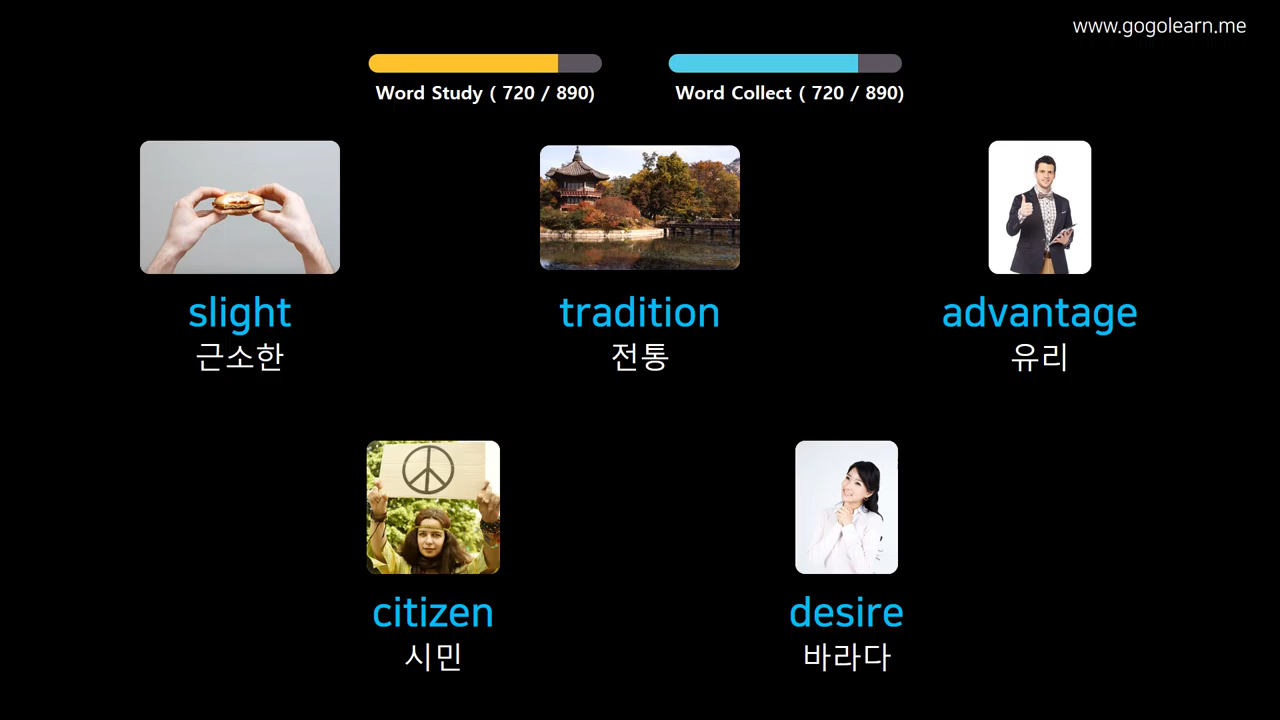 www.gogolearn.me
Word Study ( 720 / 890)
Word Collect ( 720 / 890)
slight
근소한
tradition
전통
advantage
유리
citizen
시민
desire
바라다